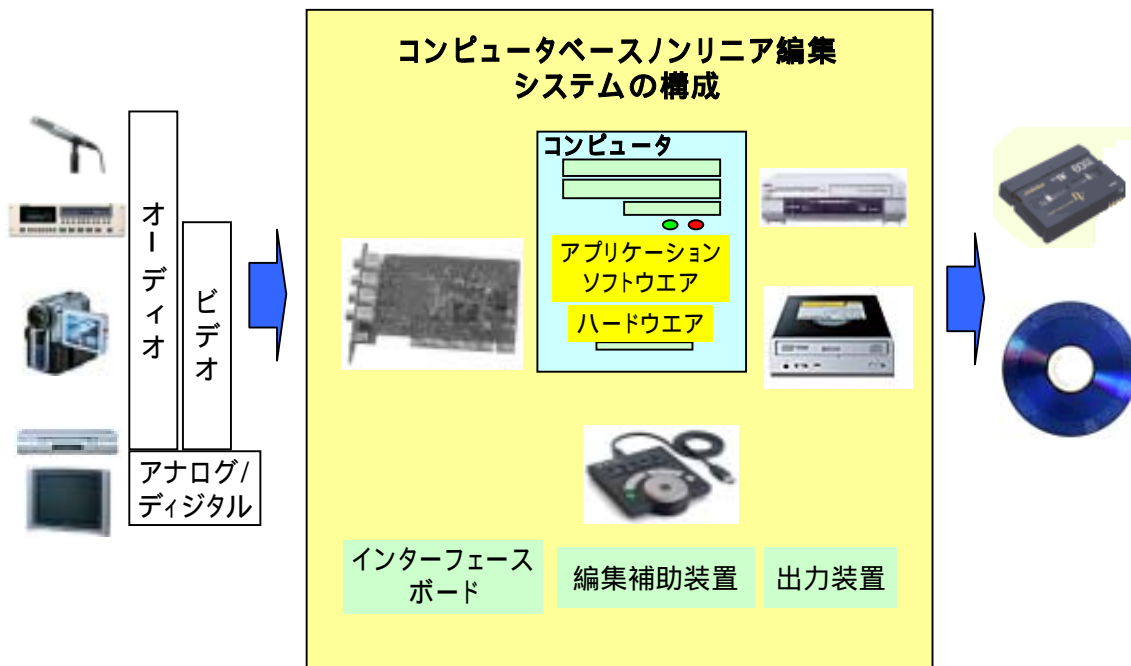 コンピュータベースノンリニア編集
システムの構成
オーディオ
ビデオ
アナログ/
ディジタル
コンピュータ
アプリケーション
ソフトウエア
ハードウエア
インターフェース
ボード
編集補助装置
出力装置